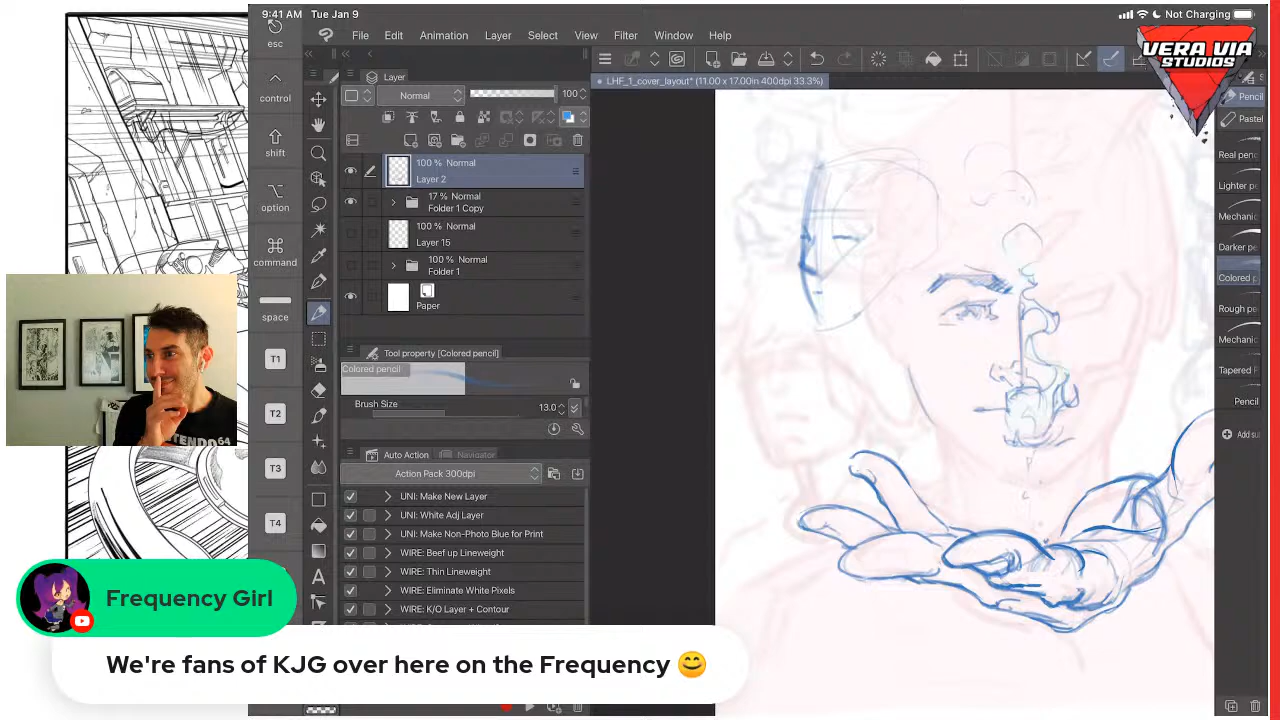 9:41 AM Tue Jan 9
Not Charging
esc
control
shift
option
command
space
T1
T2
T3
T4
File Edit Animation Layer Select View Filter Window Help
LHF_1_cover_layout* (11.00 x 17.00in 400dpi 33.3%)
VERA VIA
STUDIOS
Layer
Normal 100
100 % Normal
Layer 2
17 % Normal
Folder 1 Copy
100 % Normal
Layer 15
100 % Normal
Folder 1
Paper
Tool property [Colored pencil]
Colored pencil
Brush Size 13.0
Auto Action Navigator
Action Pack 300dpi
UNI: Make New Layer
UNI: White Adj Layer
UNI: Make Non-Photo Blue for Print
WIRE: Beef up Lineweight
WIRE: Thin Lineweight
WIRE: Eliminate White Pixels
WIRE: K/O Layer + Contour
Pencil
Pastel
Real penc
Lighter pe
Mechanic
Darker pe
Colored p
Rough pe
Mechanic
Tapered
Pencil
Add su
NINTENDO 64
Frequency Girl
We're fans of KJG over here on the Frequency 😊